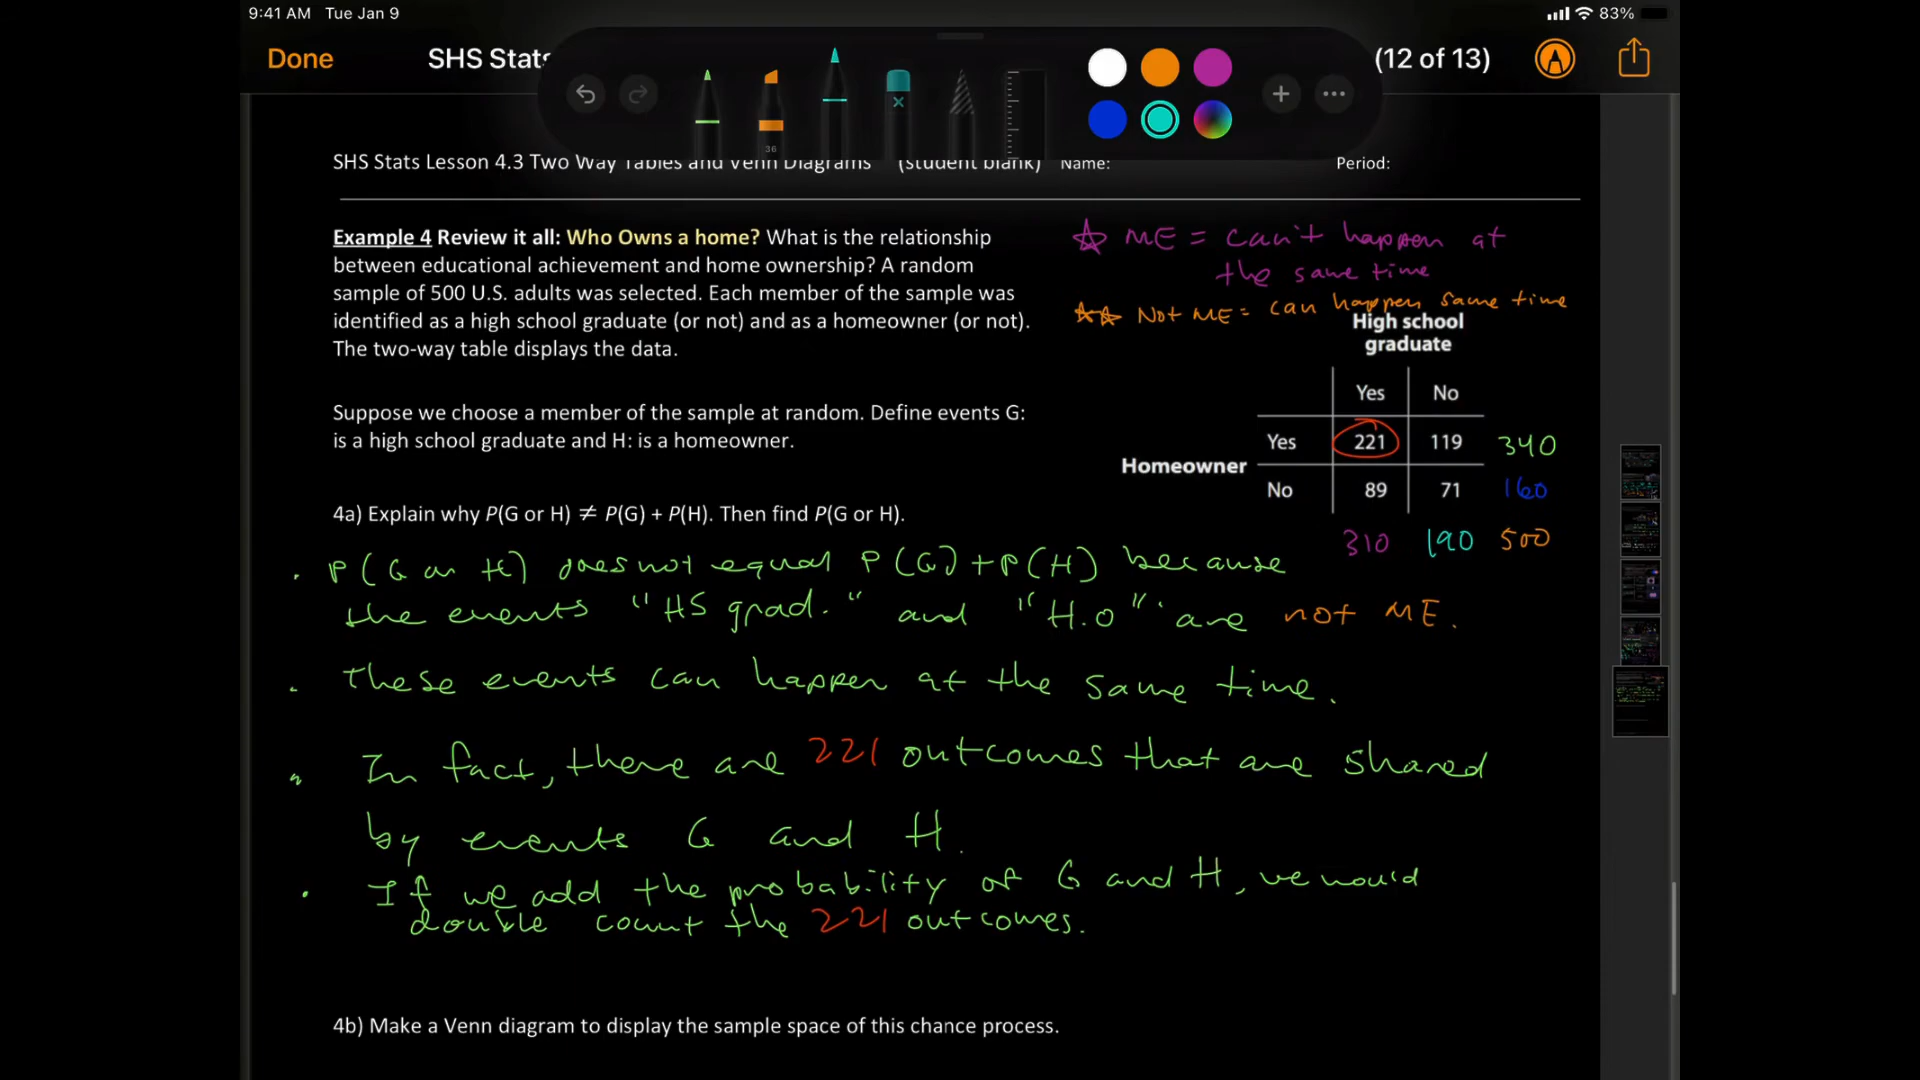 9:41 AM Tue Jan 9
83%
Done
SHS Stats
(12 of 13)
36
SHS Stats Lesson 4.3 Two Way Tables and Venn Diagrams (student blank) Name: Period:
Example 4 Review it all: Who Owns a home? What is the relationship
between educational achievement and home ownership? A random
sample of 500 U.S. adults was selected. Each member of the sample was
identified as a high school graduate (or not) and as a homeowner (or not).
The two-way table displays the data.
ME = can't happen at
the same time
Not ME = can happen same time
High school
graduate
Yes No
Yes 221 119 340
Homeowner
No 89 71 160
310 190 500
Suppose we choose a member of the sample at random. Define events G:
is a high school graduate and H: is a homeowner.
4a) Explain why P(G or H) ≠ P(G) + P(H). Then find P(G or H).
. P(G or H) does not equal P(G)+P(H) because
the events "HS grad." and "H.O". are not ME.
. These events can happen at the same time.
In fact, there are 221 outcomes that are shared
by events G and H.
. If we add the probability of G and H, we would
double count the 221 outcomes.
4b) Make a Venn diagram to display the sample space of this chance process.